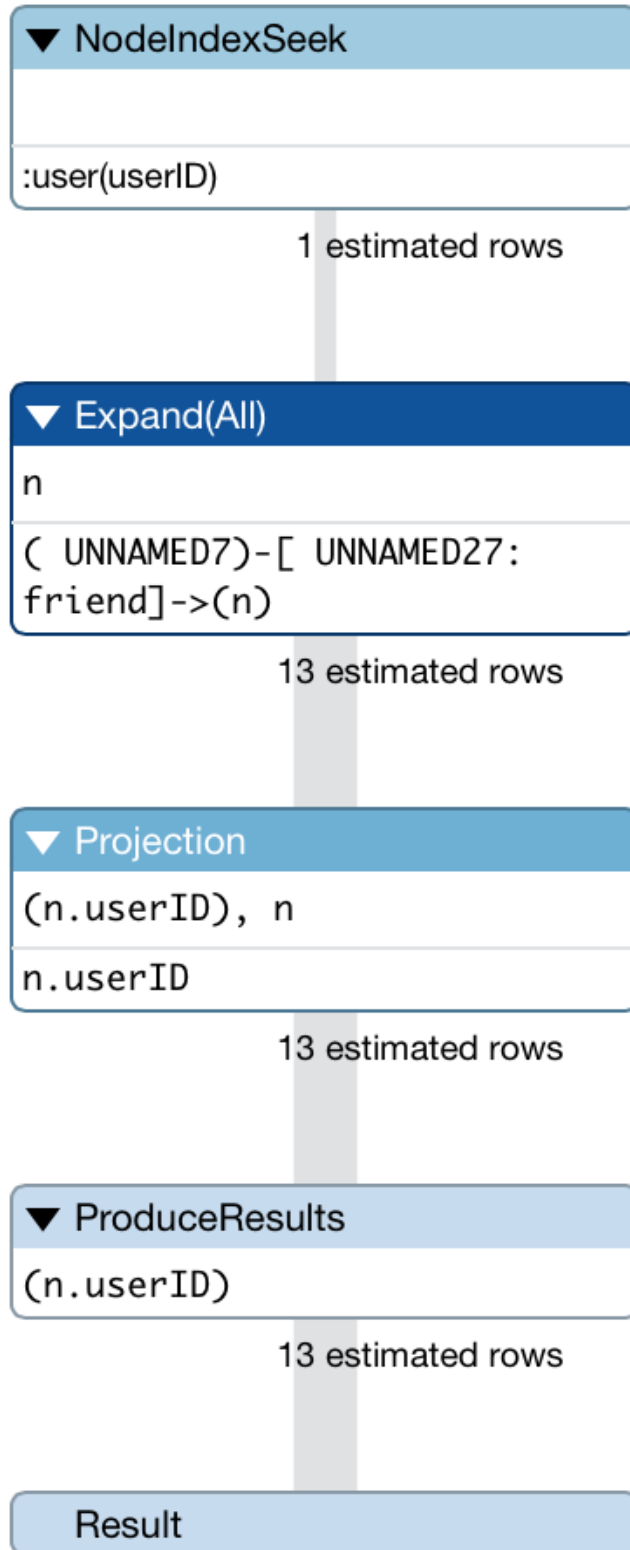 NodeIndexSeek
:user(userID)
1 estimated rows
Expand(All)
n
( UNNAMED7)-[ UNNAMED27:
friend]->(n)
13 estimated rows
Projection
(n.userID), n
n.userID
13 estimated rows
ProduceResults
(n.userID)
13 estimated rows
Result